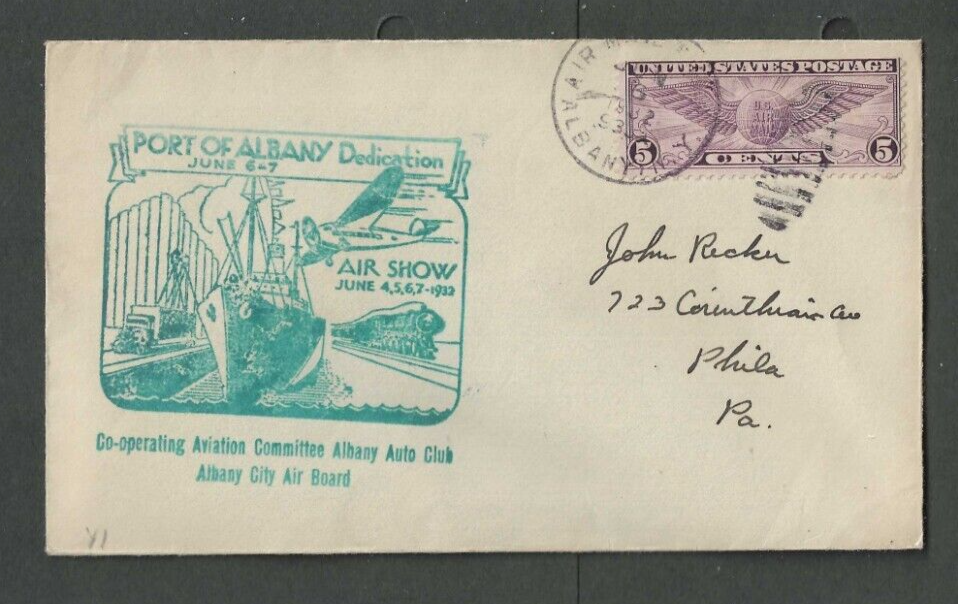 PORT OF ALBANY Dedication
JUNE 6-7
AIR SHOW
JUNE 4,5,6,7-1932
Co-operating Aviation Committee Albany Auto Club
Albany City Air Board
AIR
ALBANY
UNITED STATES POSTAGE
U.S.
AIR
5 CENTS 5
John Recker
723 Corinthian Av
Phila
Pa.